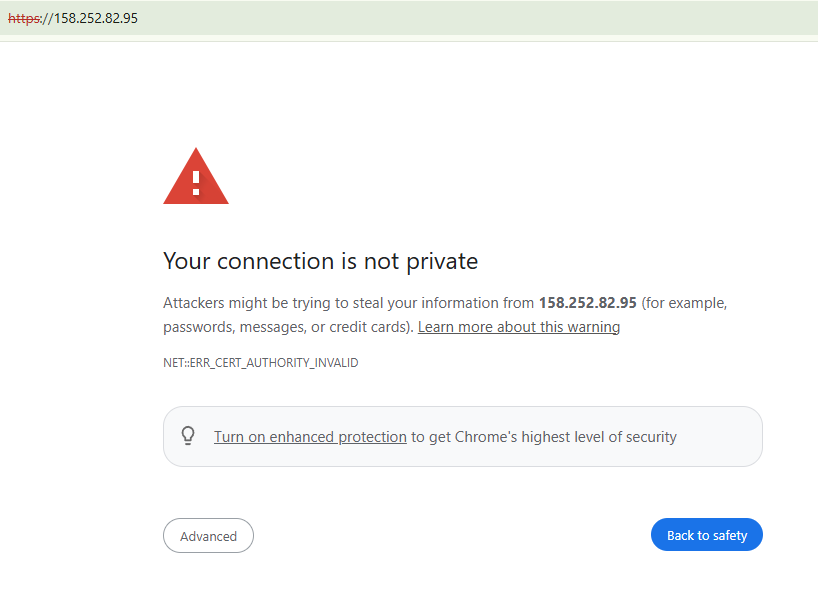 https://158.252.82.95
Your connection is not private
Attackers might be trying to steal your information from 158.252.82.95 (for example,
passwords, messages, or credit cards). Learn more about this warning
NET::ERR_CERT_AUTHORITY_INVALID
Turn on enhanced protection to get Chrome's highest level of security
Advanced
Back to safety